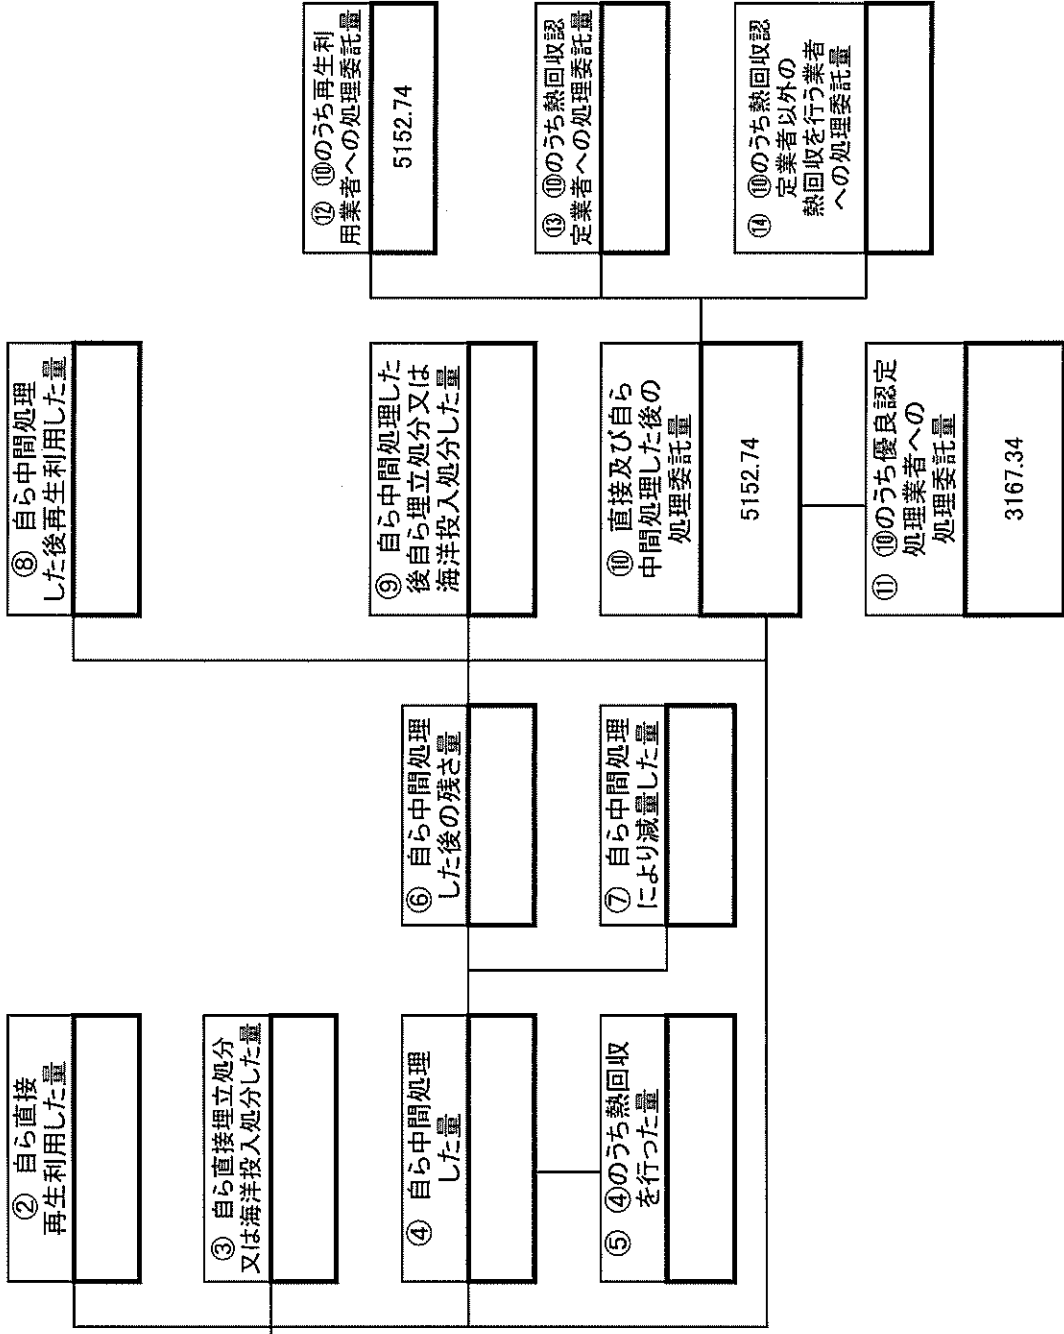 ② 自ら直接
再生利用した量
③ 自ら直接埋立処分
又は海洋投入処分した量
④ 自ら中間処理
した量
⑤ ④のうち熱回収
を行った量
⑥ 自ら中間処理
した後の残さ量
⑦ 自ら中間処理
により減量した量
⑧ 自ら中間処理
した後再生利用した量
⑨ 自ら中間処理した
後自ら埋立処分又は
海洋投入処分した量
⑩ 直接及び自ら
中間処理した後の
処理委託量
5152.74
⑪ ⑩のうち優良認定
処理業者への
処理委託量
3167.34
⑫ ⑩のうち再生利
用業者への処理委託量
5152.74
⑬ ⑩のうち熱回収認
定業者への処理委託量
⑭ ⑩のうち熱回収認
定業者以外の
熱回収を行う業者
への処理委託量